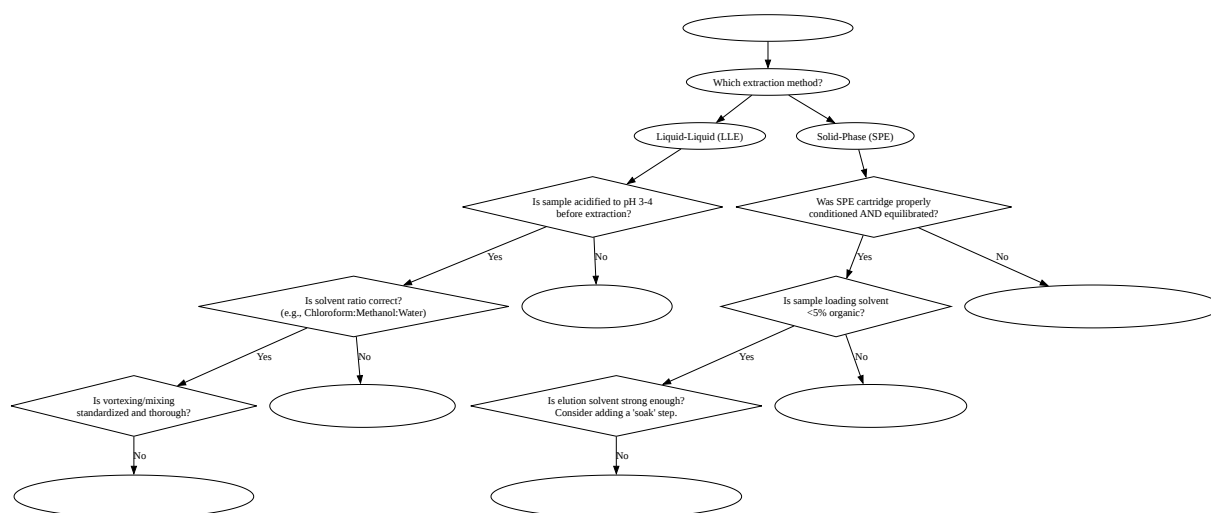 Which extraction method?
Liquid-Liquid (LLE)
Solid-Phase (SPE)
Is sample acidified to pH 3-4
before extraction?
Was SPE cartridge properly
conditioned AND equilibrated?
Yes
No
Yes
No
Is solvent ratio correct?
(e.g., Chloroform:Methanol:Water)
Is sample loading solvent
<5% organic?
Yes
No
Yes
No
Is vortexing/mixing
standardized and thorough?
Is elution solvent strong enough?
Consider adding a 'soak' step.
No
No